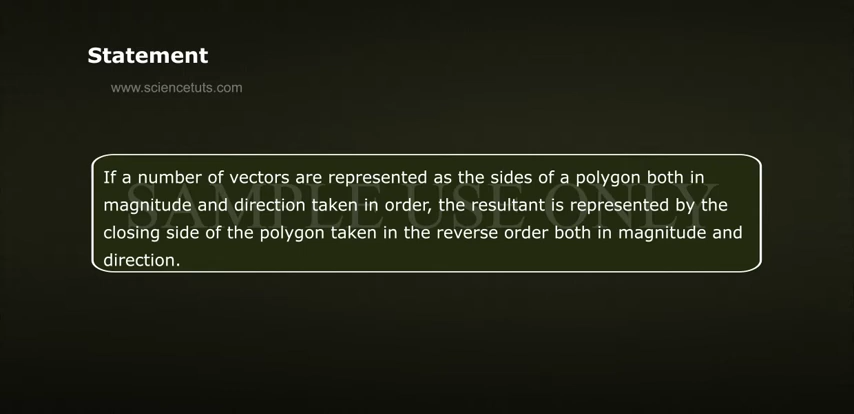 Statement
www.sciencetuts.com
If a number of vectors are represented as the sides of a polygon both in
magnitude and direction taken in order, the resultant is represented by the
closing side of the polygon taken in the reverse order both in magnitude and
direction.
SAMPLE USE ONLY